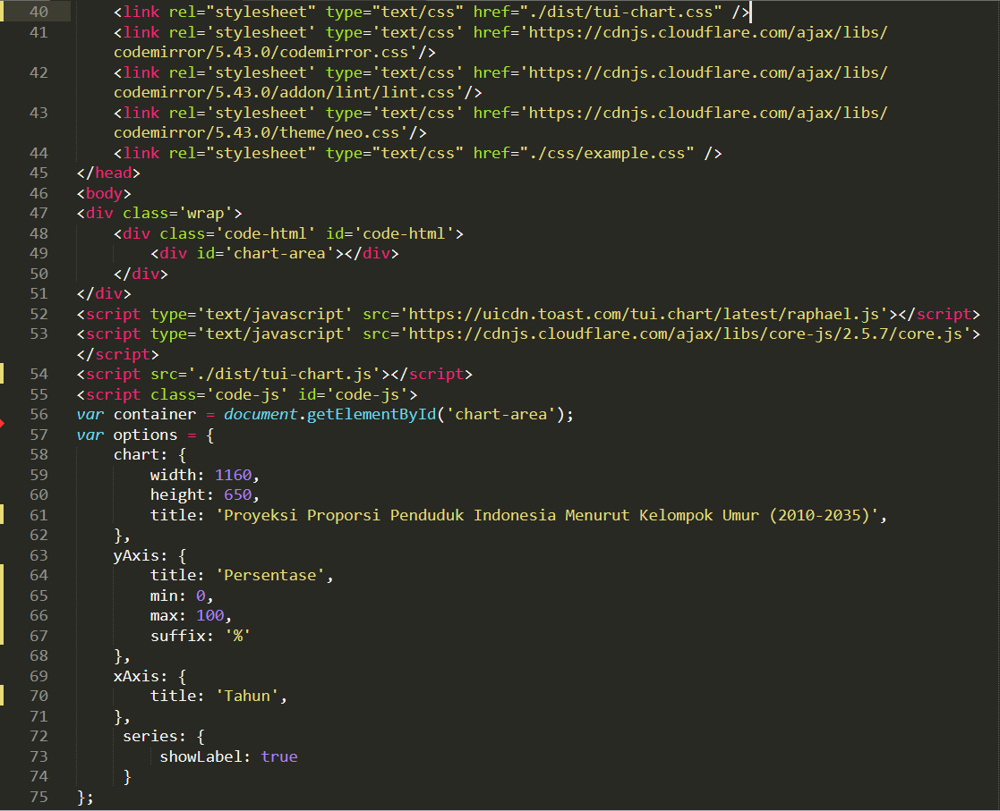 40 <link rel="stylesheet" type="text/css" href="./dist/tui-chart.css" />
41 <link rel='stylesheet' type='text/css' href='https://cdnjs.cloudflare.com/ajax/libs/
codemirror/5.43.0/codemirror.css'/>
42 <link rel='stylesheet' type='text/css' href='https://cdnjs.cloudflare.com/ajax/libs/
codemirror/5.43.0/addon/lint/lint.css'/>
43 <link rel='stylesheet' type='text/css' href='https://cdnjs.cloudflare.com/ajax/libs/
codemirror/5.43.0/theme/neo.css'/>
44 <link rel="stylesheet" type="text/css" href="./css/example.css" />
45 </head>
46 <body>
47 <div class='wrap'>
48 <div class='code-html' id='code-html'>
49 <div id='chart-area'></div>
50 </div>
51 </div>
52 <script type='text/javascript' src='https://uicdn.toast.com/tui.chart/latest/raphael.js'></script>
53 <script type='text/javascript' src='https://cdnjs.cloudflare.com/ajax/libs/core-js/2.5.7/core.js'>
</script>
54 <script src='./dist/tui-chart.js'></script>
55 <script class='code-js' id='code-js'>
56 var container = document.getElementById('chart-area');
57 var options = {
58 chart: {
59 width: 1160,
60 height: 650,
61 title: 'Proyeksi Proporsi Penduduk Indonesia Menurut Kelompok Umur (2010-2035)',
62 },
63 yAxis: {
64 title: 'Persentase',
65 min: 0,
66 max: 100,
67 suffix: '%'
68 },
69 xAxis: {
70 title: 'Tahun',
71 },
72 series: {
73 showLabel: true
74 }
75 };